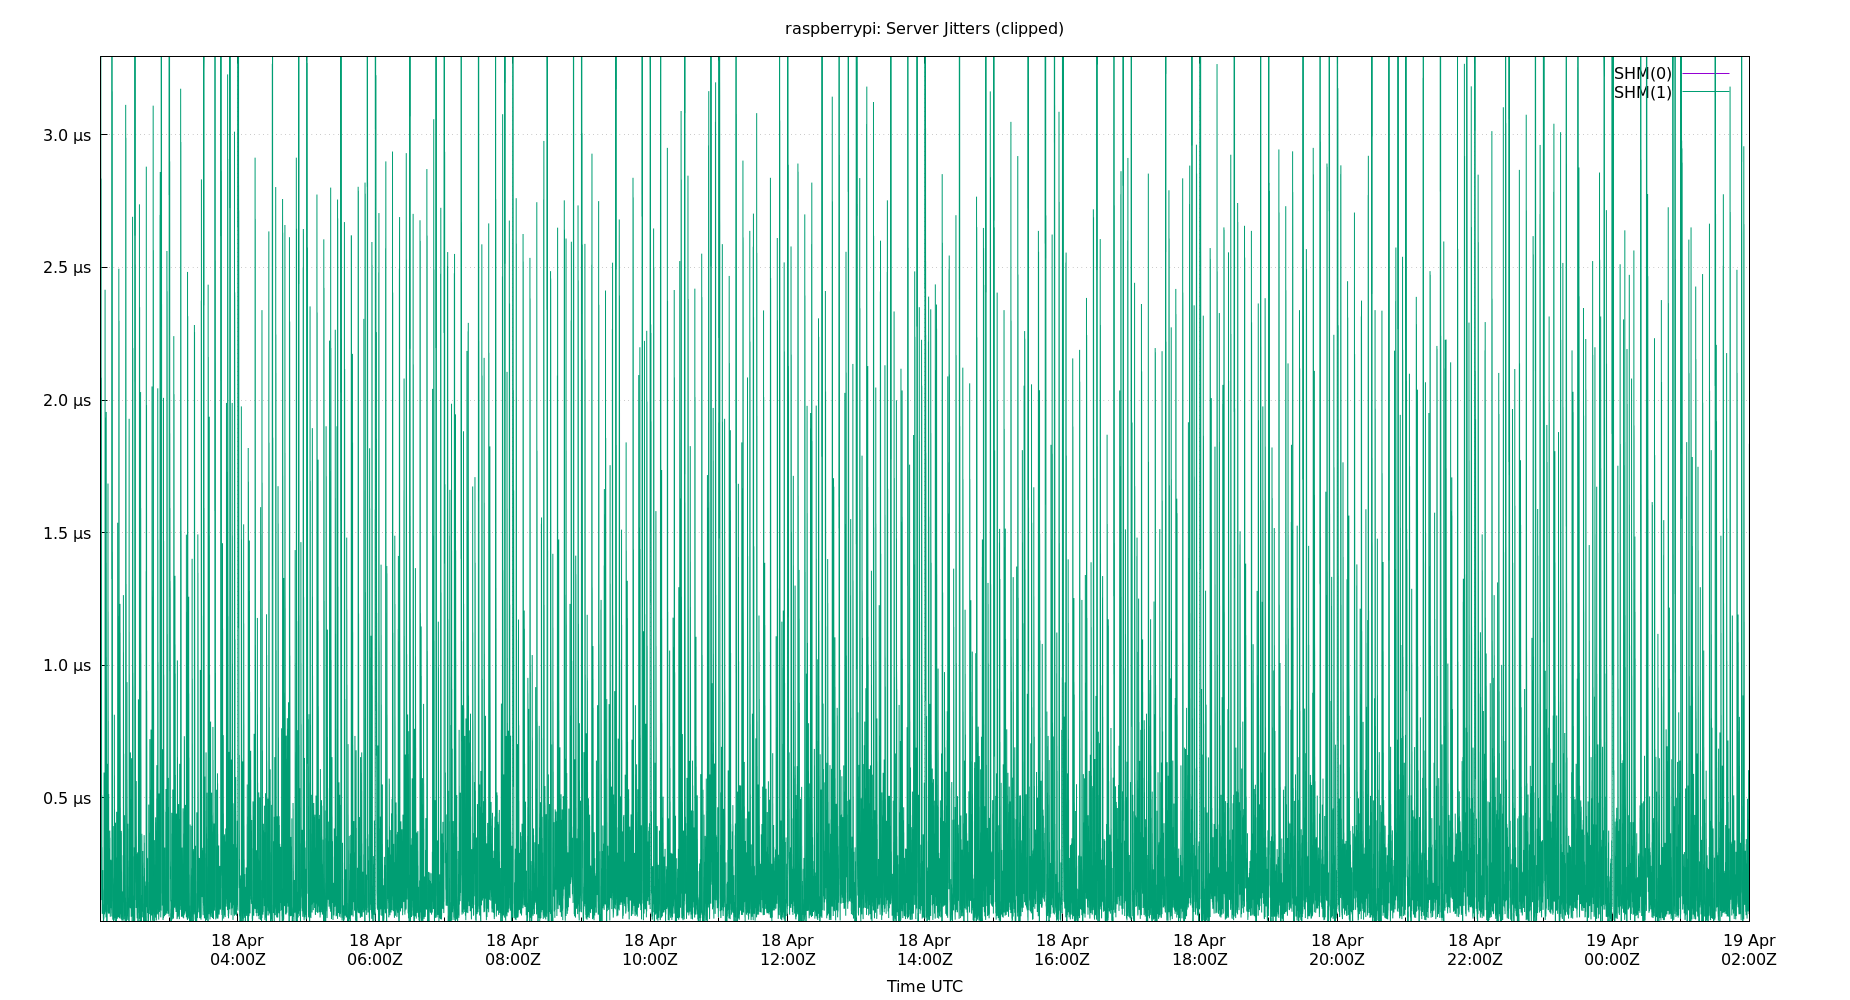 raspberrypi: Server Jitters (clipped)
SHM(0)
SHM(1)
3.0 µs
2.5 µs
2.0 µs
1.5 µs
1.0 µs
0.5 µs
18 Apr 18 Apr 18 Apr 18 Apr 18 Apr 18 Apr 18 Apr 18 Apr 18 Apr 18 Apr 19 Apr 19 Apr
04:00Z 06:00Z 08:00Z 10:00Z 12:00Z 14:00Z 16:00Z 18:00Z 20:00Z 22:00Z 00:00Z 02:00Z
Time UTC